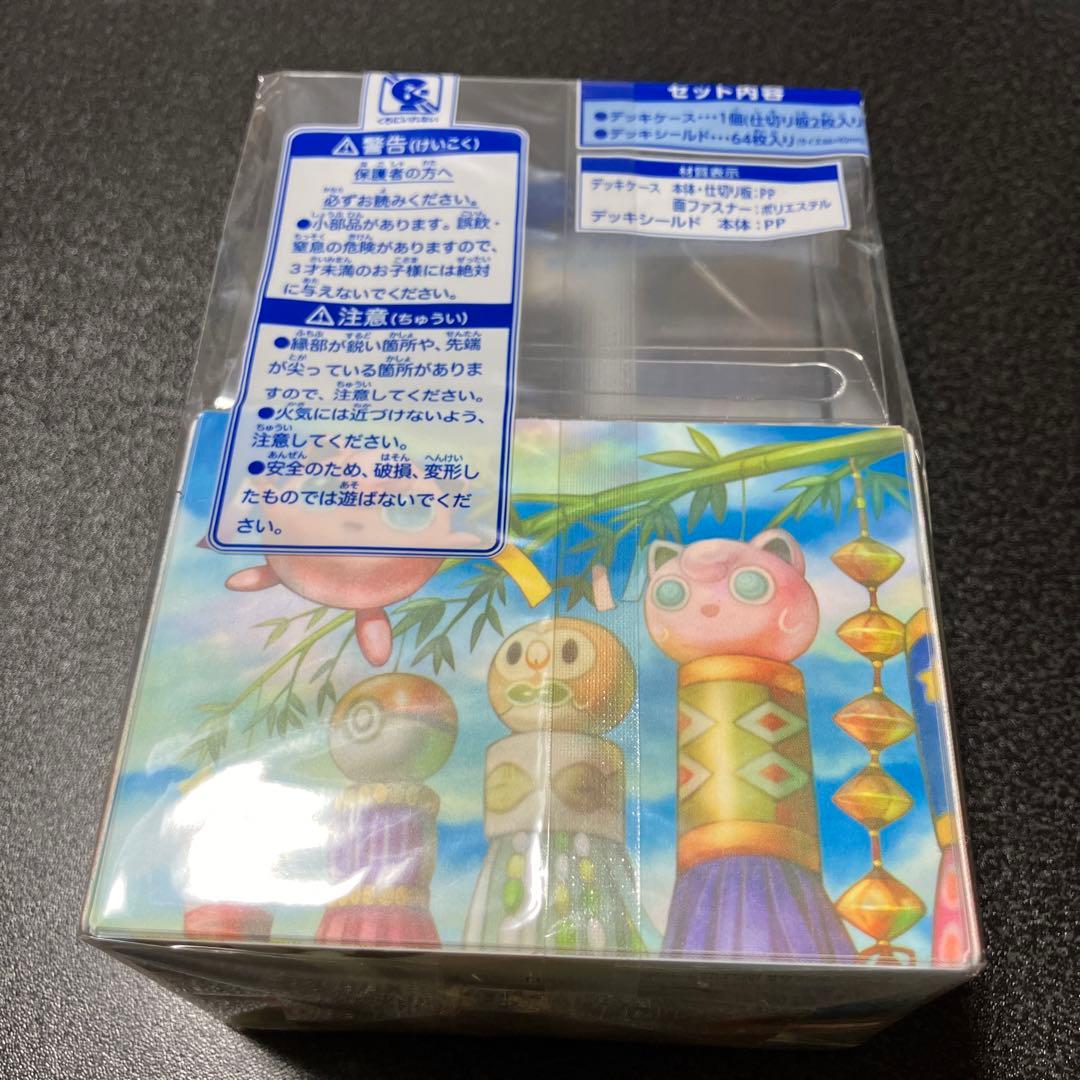 くちにいれない
警告(けいこく)
保護者の方へ
必ずお読みください。
●小部品があります。誤飲・
窒息の危険がありますので、
3才未満のお子様には絶対
に与えないでください。
注意(ちゅうい)
●縁部が鋭い箇所や、先端
が尖っている箇所がありま
すので、注意してください。
●火気には近づけないよう、
注意してください。
●安全のため、破損、変形し
たものでは遊ばないでくだ
さい。
セット内容
●デッキケース・・・1個(仕切り板2枚入り
●デッキシールド・・・64枚入り
材質表示
デッキケース 本体・仕切り板:PP
面ファスナー:ポリエステル
デッキシールド 本体:PP